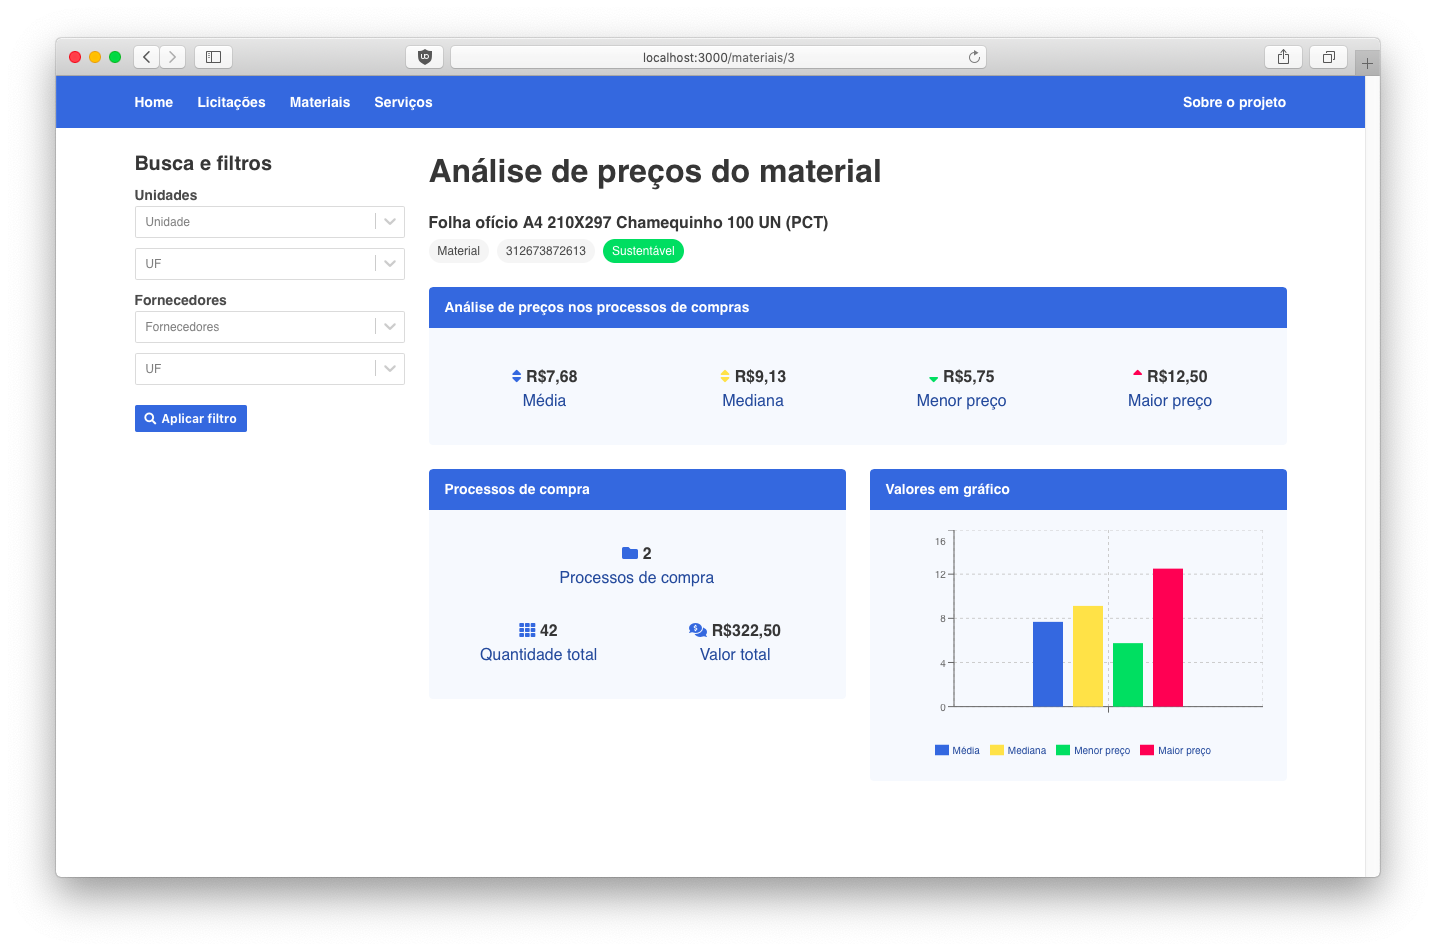 localhost:3000/materiais/3
Home Licitações Materiais Serviços Sobre o projeto
Busca e filtros
Unidades
Unidade
UF
Fornecedores
Fornecedores
UF
Aplicar filtro
Análise de preços do material
Folha ofício A4 210X297 Chamequinho 100 UN (PCT)
Material 312673872613 Sustentável
Análise de preços nos processos de compras
R$7,68 R$9,13 R$5,75 R$12,50
Média Mediana Menor preço Maior preço
Processos de compra
2
Processos de compra
42 R$322,50
Quantidade total Valor total
Valores em gráfico
16
12
8
4
0
Média Mediana Menor preço Maior preço